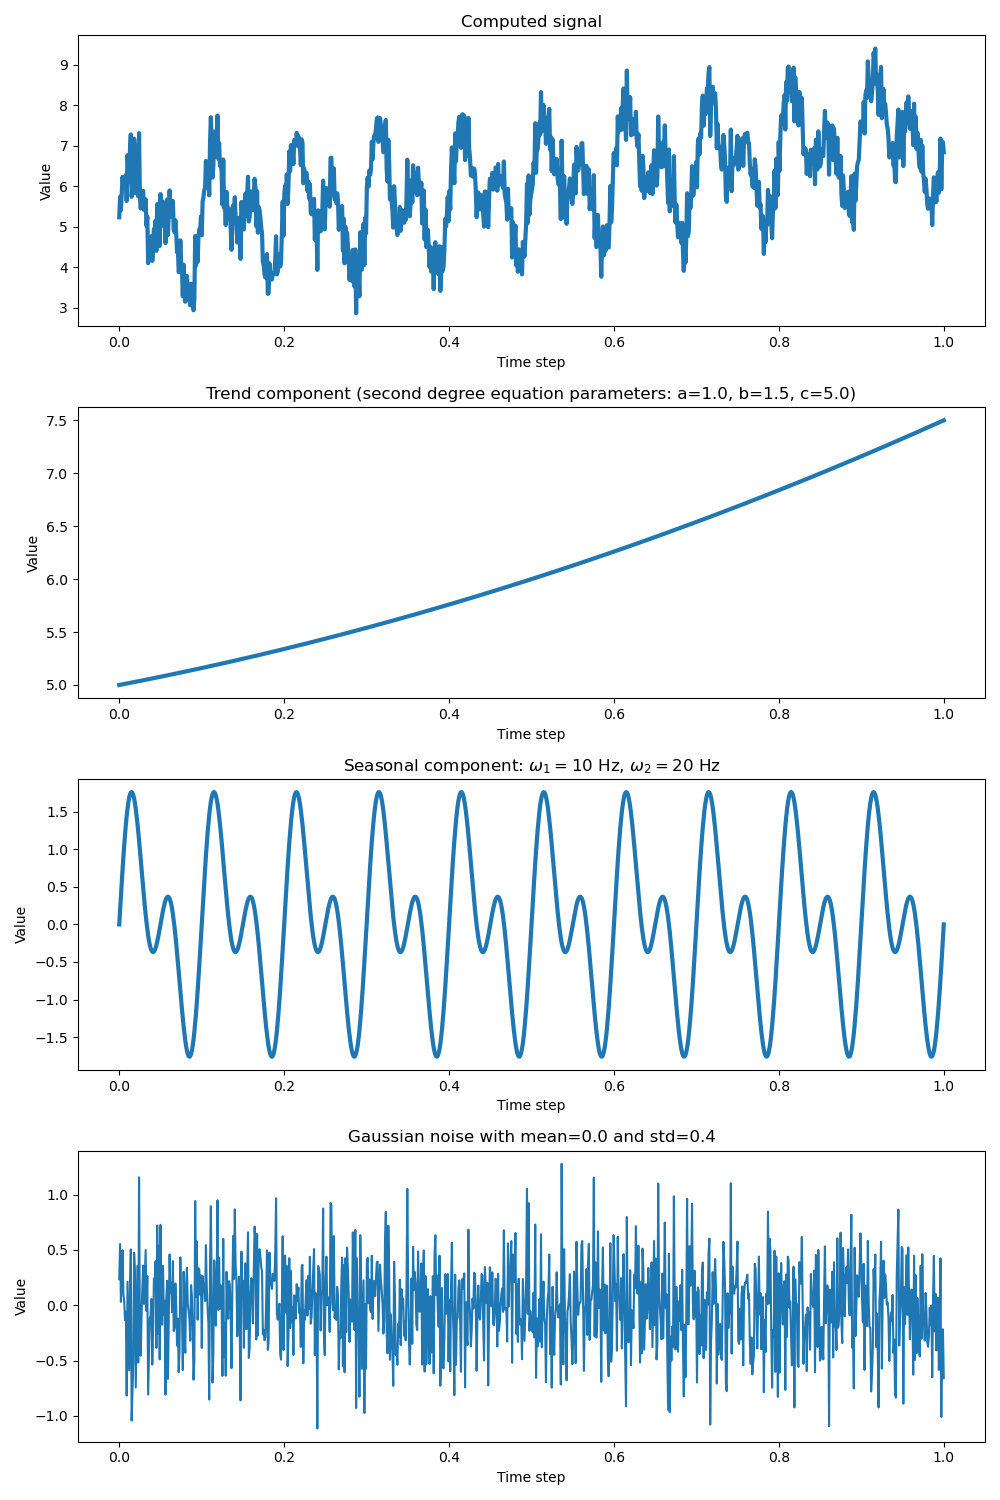 Computed signal
Value
9
8
7
6
5
4
3
0.0 0.2 0.4 0.6 0.8 1.0
Time step
Trend component (second degree equation parameters: a=1.0, b=1.5, c=5.0)
Value
7.5
7.0
6.5
6.0
5.5
5.0
0.0 0.2 0.4 0.6 0.8 1.0
Time step
Seasonal component: ω₁ = 10 Hz, ω₂ = 20 Hz
Value
1.5
1.0
0.5
0.0
−0.5
−1.0
−1.5
0.0 0.2 0.4 0.6 0.8 1.0
Time step
Gaussian noise with mean=0.0 and std=0.4
Value
1.0
0.5
0.0
−0.5
−1.0
0.0 0.2 0.4 0.6 0.8 1.0
Time step